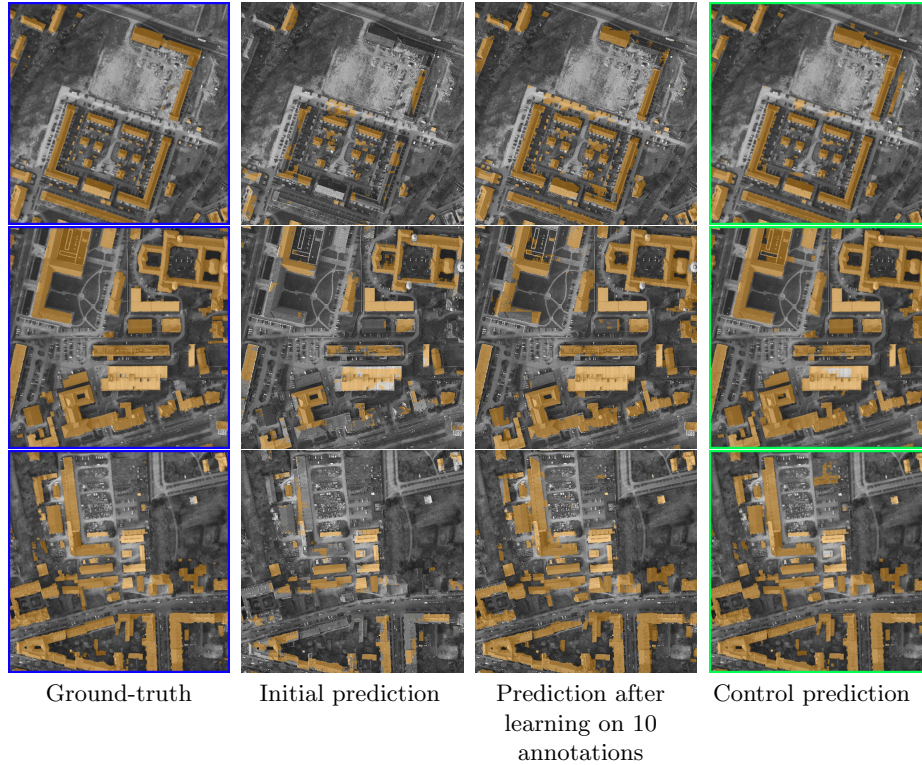 Ground-truth
Initial prediction
Prediction after
learning on 10
annotations
Control prediction